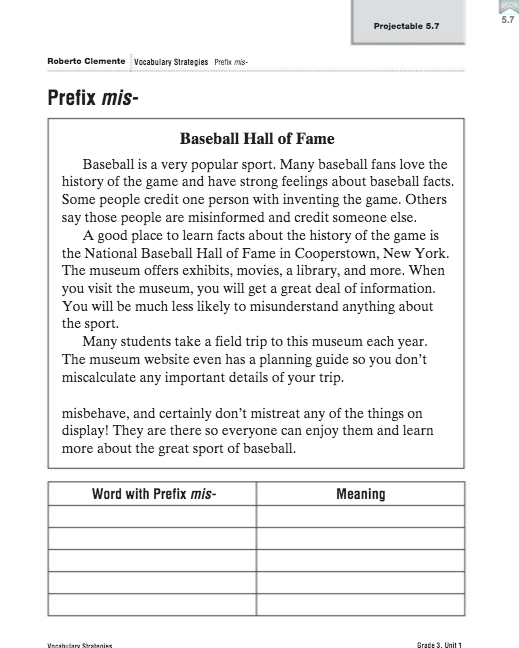 Projectable 5.7
5.7
Roberto Clemente Vocabulary Strategies Prefix mis-
Prefix mis-
Baseball Hall of Fame
Baseball is a very popular sport. Many baseball fans love the
history of the game and have strong feelings about baseball facts.
Some people credit one person with inventing the game. Others
say those people are misinformed and credit someone else.
A good place to learn facts about the history of the game is
the National Baseball Hall of Fame in Cooperstown, New York.
The museum offers exhibits, movies, a library, and more. When
you visit the museum, you will get a great deal of information.
You will be much less likely to misunderstand anything about
the sport.
Many students take a field trip to this museum each year.
The museum website even has a planning guide so you don't
miscalculate any important details of your trip.
misbehave, and certainly don't mistreat any of the things on
display! They are there so everyone can enjoy them and learn
more about the great sport of baseball.
Word with Prefix mis- Meaning
Vocabulary Strategies Grade 3, Unit 1